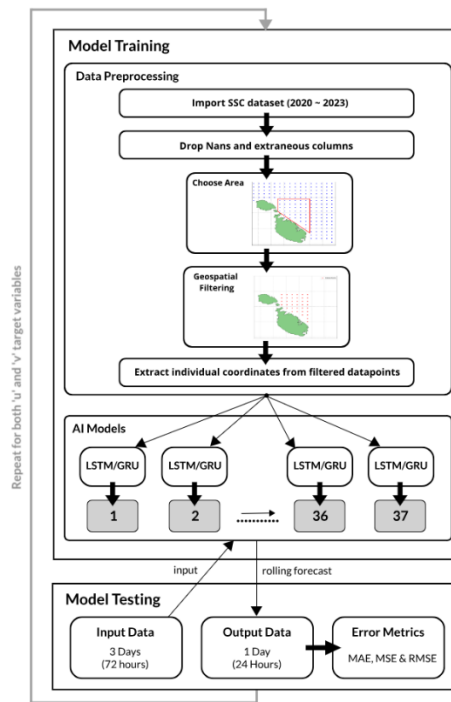 Repeat for both 'u' and 'v' target variables
Model Training
Data Preprocessing
Import SSC dataset (2020 ~ 2023)
Drop Nans and extraneous columns
Choose Area
Geospatial
Filtering
Extract individual coordinates from filtered datapoints
AI Models
LSTM/GRU LSTM/GRU LSTM/GRU LSTM/GRU
1 2 36 37
input rolling forecast
Model Testing
Input Data
3 Days
(72 hours)
Output Data
1 Day
(24 Hours)
Error Metrics
MAE, MSE & RMSE